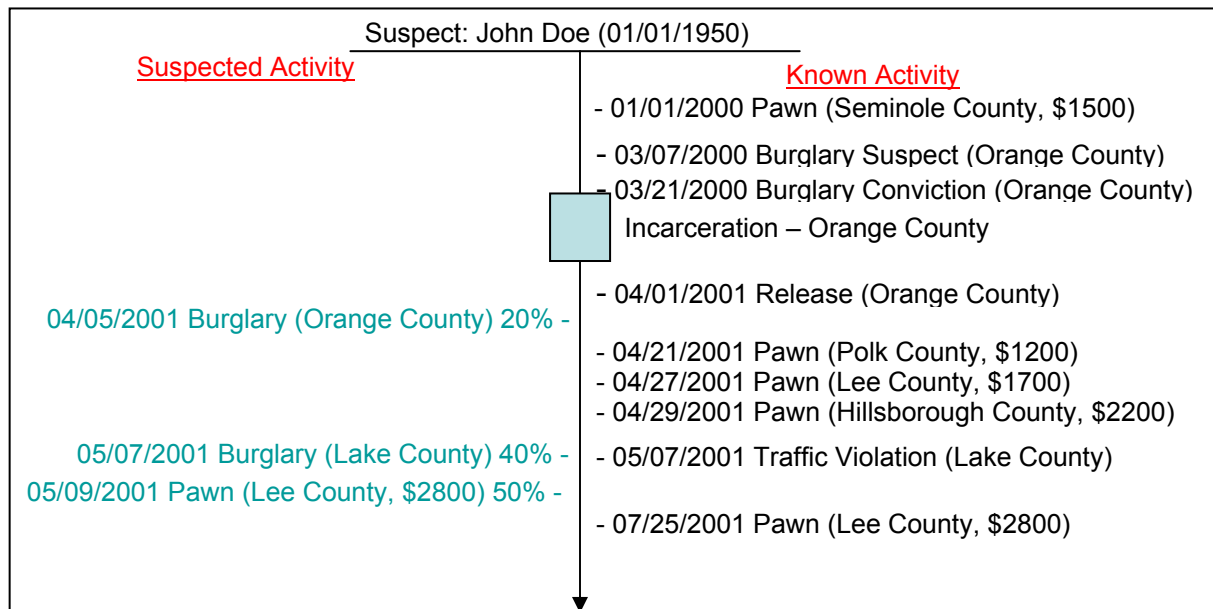 Suspect: John Doe (01/01/1950)
Suspected Activity
Known Activity
- 01/01/2000 Pawn (Seminole County, $1500)
- 03/07/2000 Burglary Suspect (Orange County)
- 03/21/2000 Burglary Conviction (Orange County)
Incarceration – Orange County
- 04/01/2001 Release (Orange County)
04/05/2001 Burglary (Orange County) 20% -
- 04/21/2001 Pawn (Polk County, $1200)
- 04/27/2001 Pawn (Lee County, $1700)
- 04/29/2001 Pawn (Hillsborough County, $2200)
05/07/2001 Burglary (Lake County) 40% -
- 05/07/2001 Traffic Violation (Lake County)
05/09/2001 Pawn (Lee County, $2800) 50% -
- 07/25/2001 Pawn (Lee County, $2800)